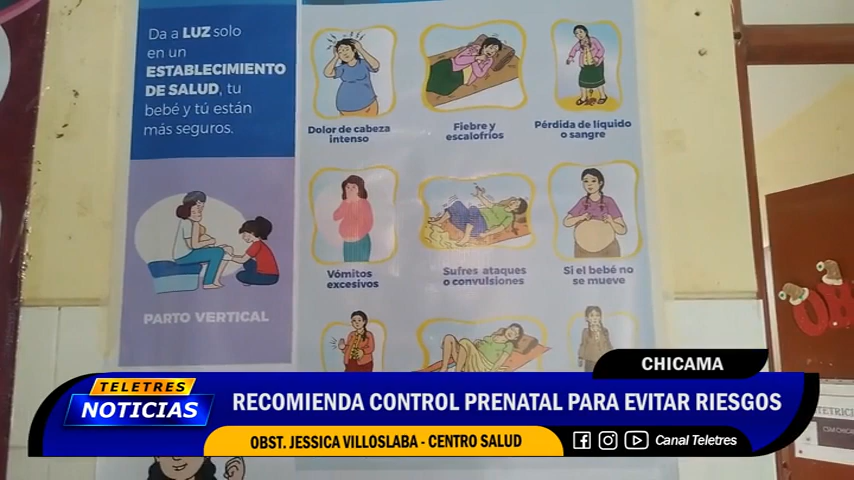 Da a LUZ solo
en un
ESTABLECIMIENTO
DE SALUD, tu
bebé y tú están
más seguros.
PARTO VERTICAL
Dolor de cabeza
intenso
Fiebre y
escalofríos
Pérdida de líquido
o sangre
Vómitos
excesivos
Sufres ataques
o convulsiones
Si el bebé no
se mueve
CHICAMA
TELETRES
NOTICIAS
RECOMIENDA CONTROL PRENATAL PARA EVITAR RIESGOS
OBST. JESSICA VILLOSLABA - CENTRO SALUD
Canal Teletres